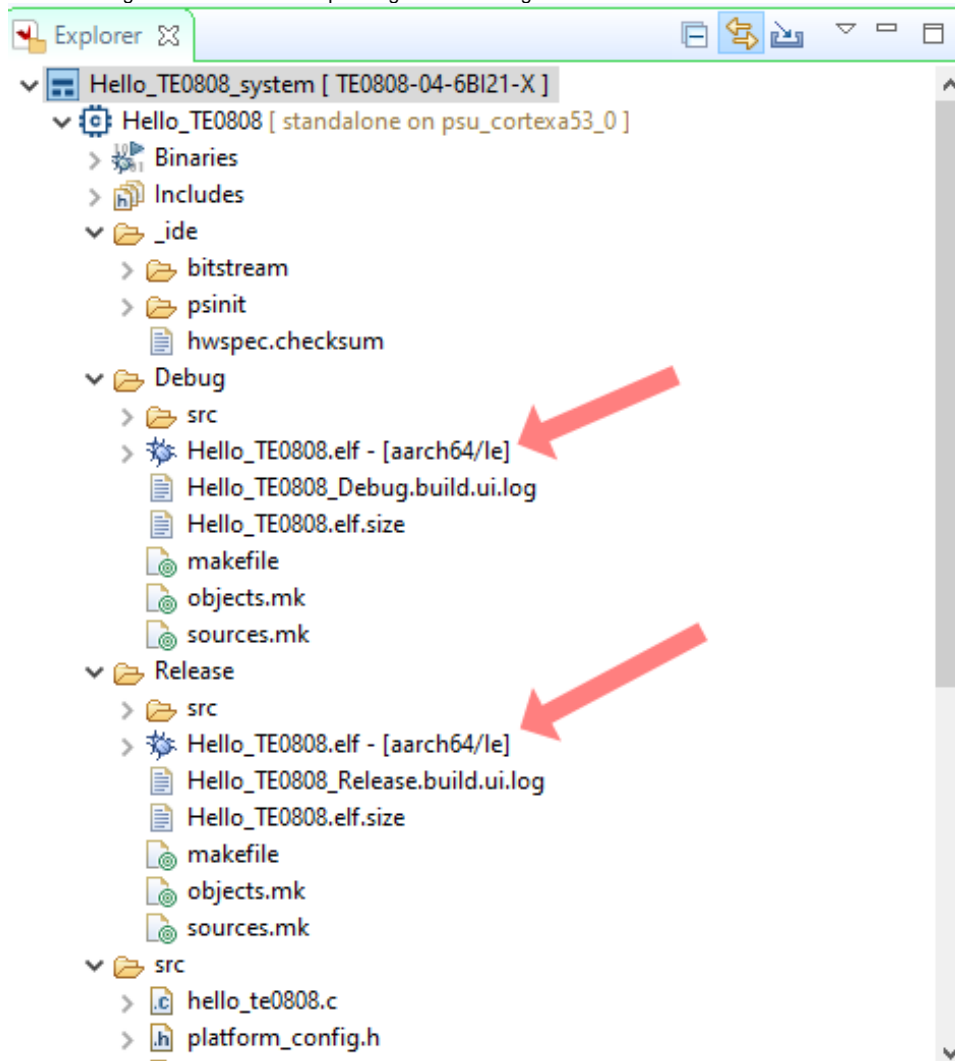 Explorer
Hello_TE0808_system [ TE0808-04-6BI21-X ]
Hello_TE0808 [ standalone on psu_cortexa53_0 ]
Binaries
Includes
_ide
bitstream
psinit
hwspec.checksum
Debug
src
Hello_TE0808.elf - [aarch64/le]
Hello_TE0808_Debug.build.ui.log
Hello_TE0808.elf.size
makefile
objects.mk
sources.mk
Release
src
Hello_TE0808.elf - [aarch64/le]
Hello_TE0808_Release.build.ui.log
Hello_TE0808.elf.size
makefile
objects.mk
sources.mk
src
hello_te0808.c
platform_config.h